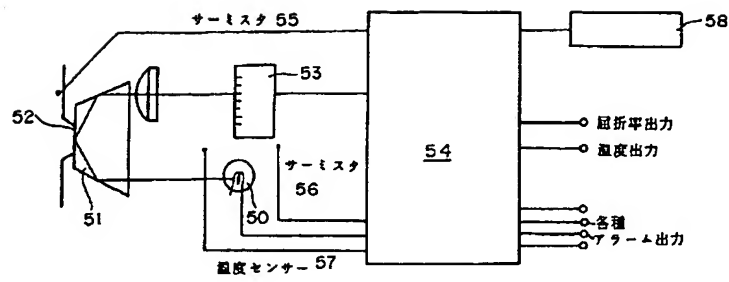 サーミスタ 55
58
53
52
屈折率出力
54
温度出力
サーミスタ
56
51
50
各種
アラーム出力
温度センサー 57